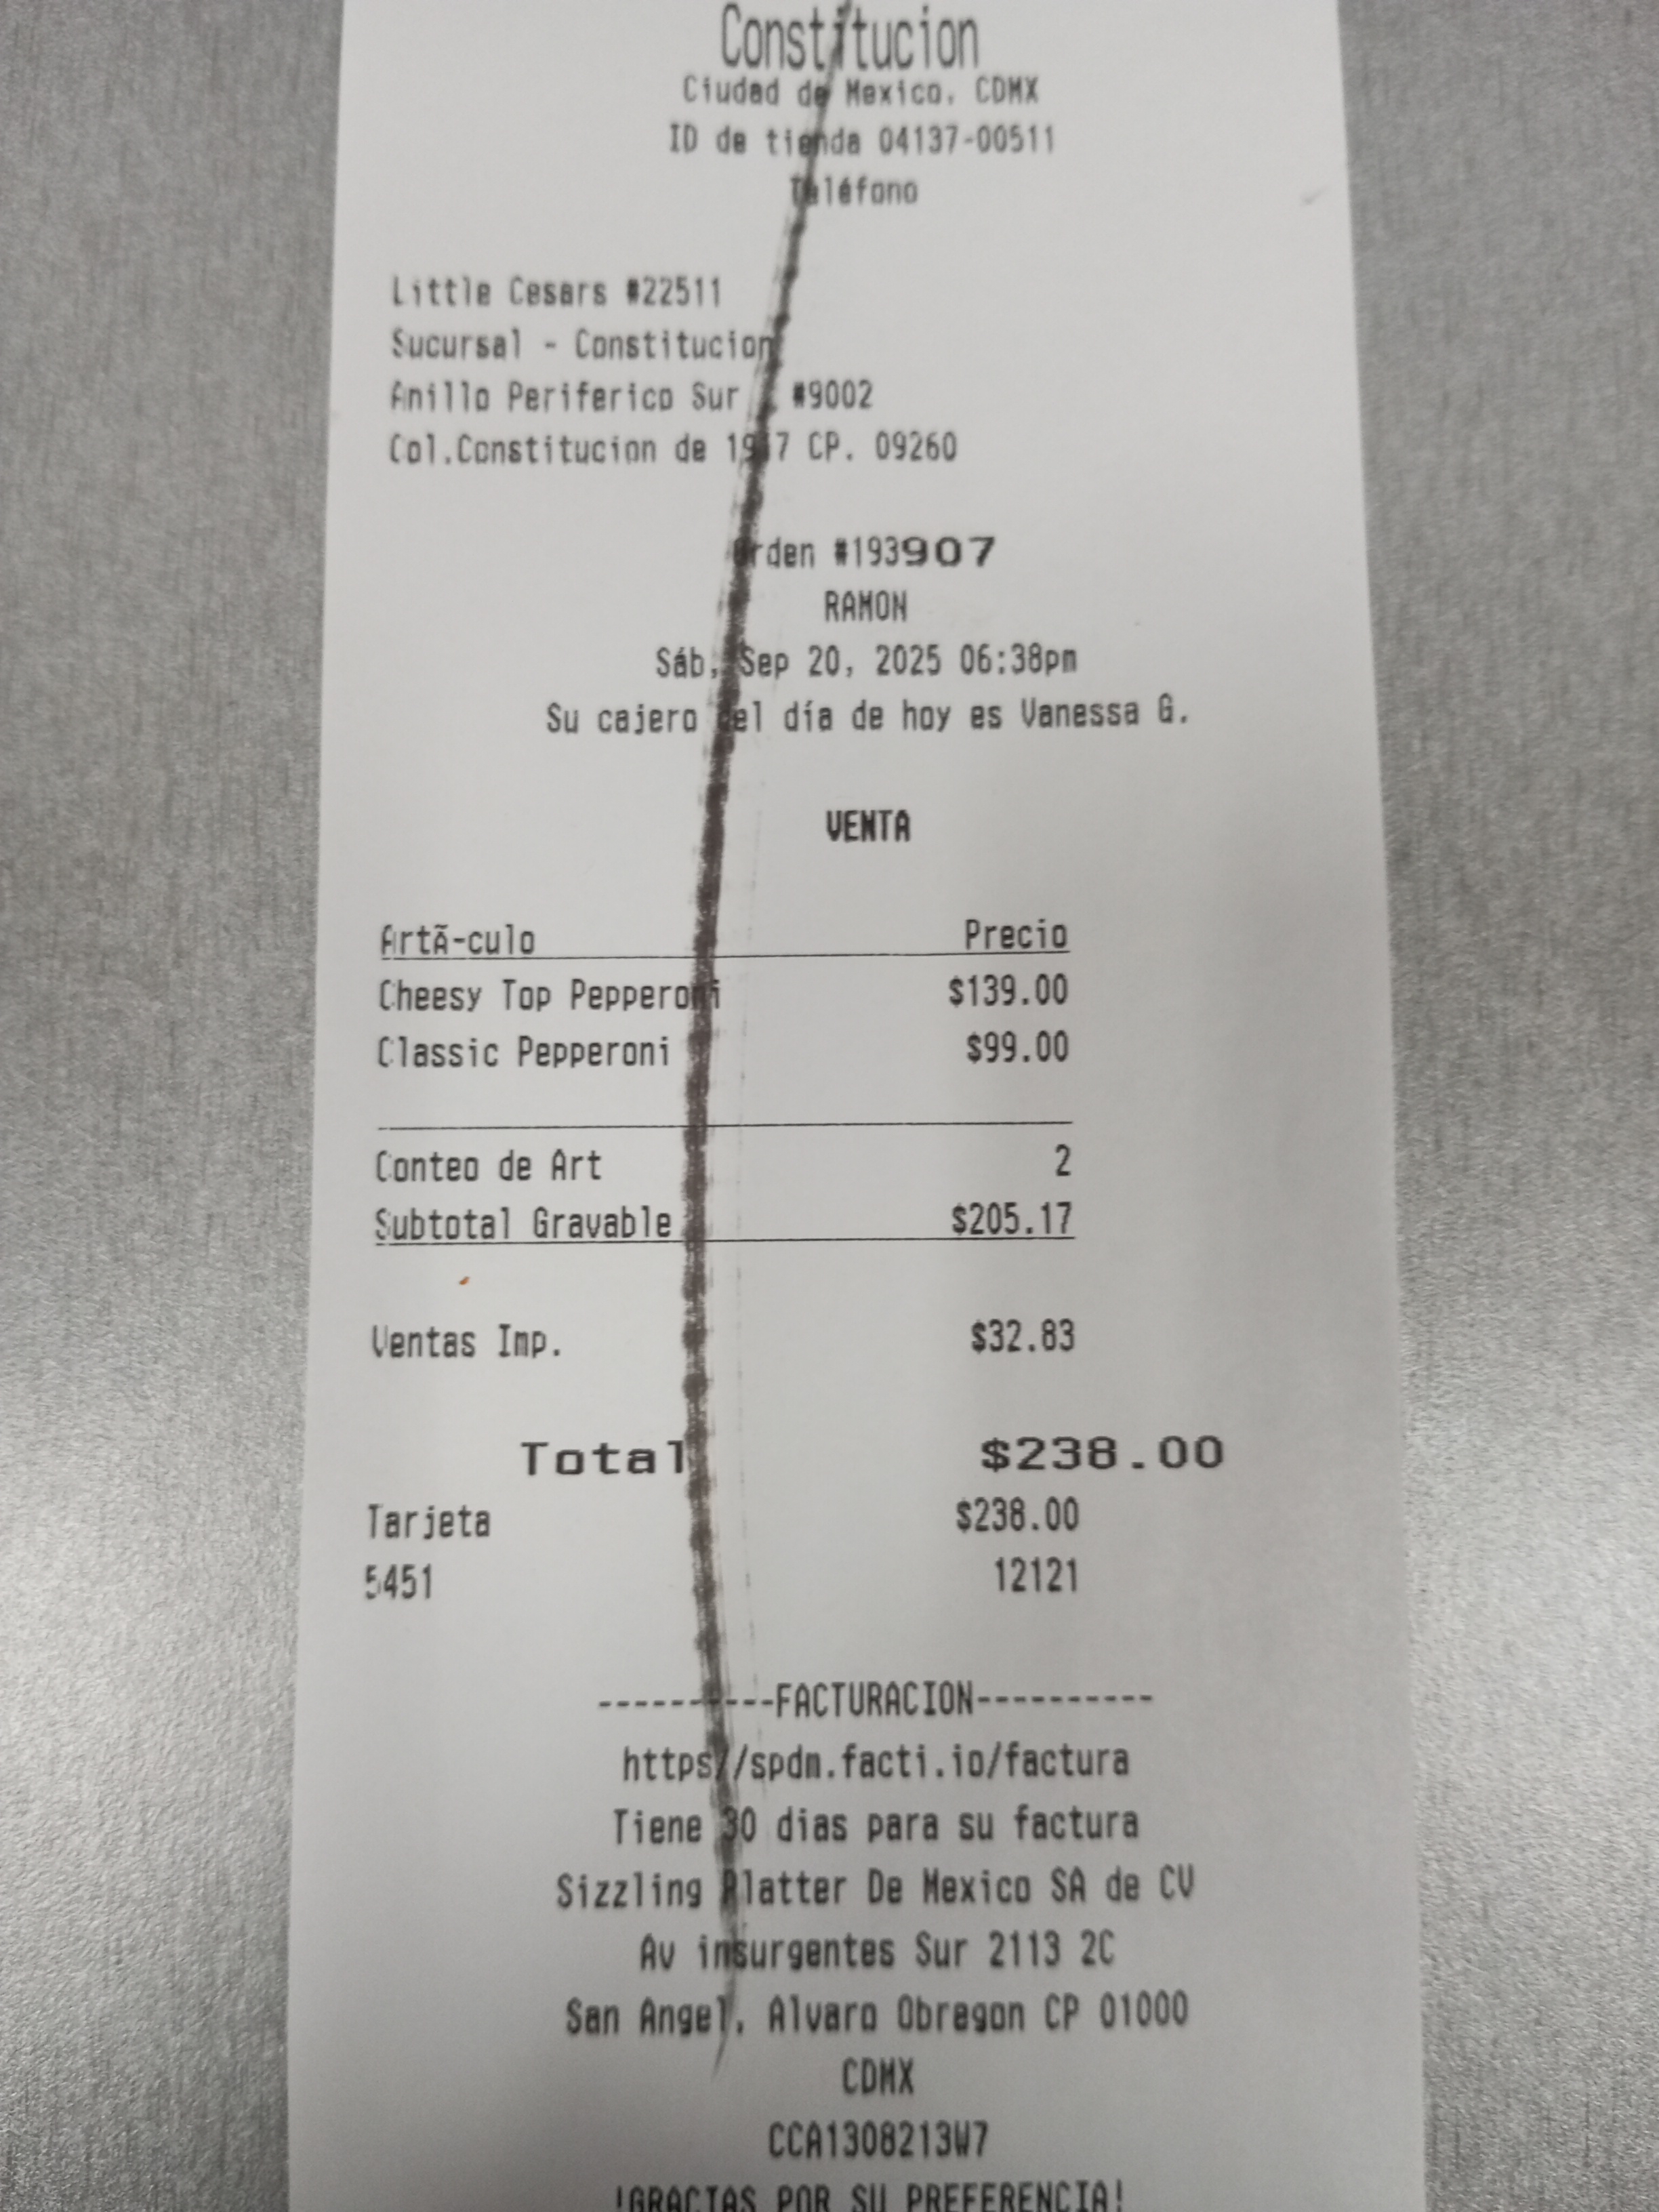 Constitucion
Ciudad de Mexico, CDMX
ID de tienda 04137-00511
Teléfono
Little Cesars #22511
Sucursal - Constitucion
Anillo Periferico Sur #9002
Col.Constitucion de 1917 CP. 09260
Orden #193907
RAMON
Sáb, Sep 20, 2025 06:38pm
Su cajero del día de hoy es Vanessa G.
VENTA
ArtÃ-culo Precio
Cheesy Top Pepperoni $139.00
Classic Pepperoni $99.00
Conteo de Art 2
Subtotal Gravable $205.17
Ventas Imp. $32.83
Total $238.00
Tarjeta $238.00
5451 12121
----------FACTURACION----------
https//spdm.facti.io/factura
Tiene 30 dias para su factura
Sizzling Platter De Mexico SA de CV
Av insurgentes Sur 2113 2C
San Angel, Alvaro Obregon CP 01000
CDMX
CCA1308213W7
!GRACIAS POR SU PREFERENCIA!